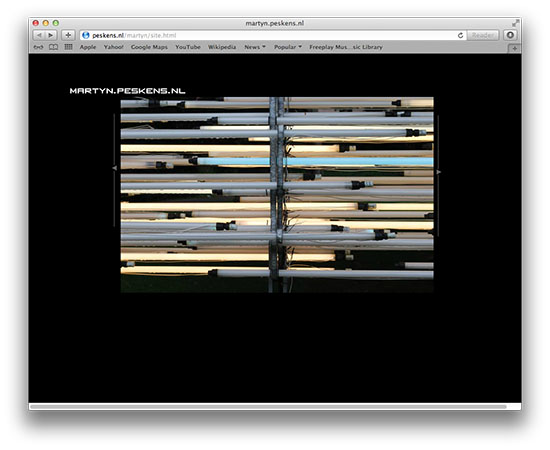 martyn.peskens.nl
peskens.nl/martyn/site.html
Reader
Apple Yahoo! Google Maps YouTube Wikipedia News Popular Freeplay Mus...sic Library
MARTYN.PESKENS.NL